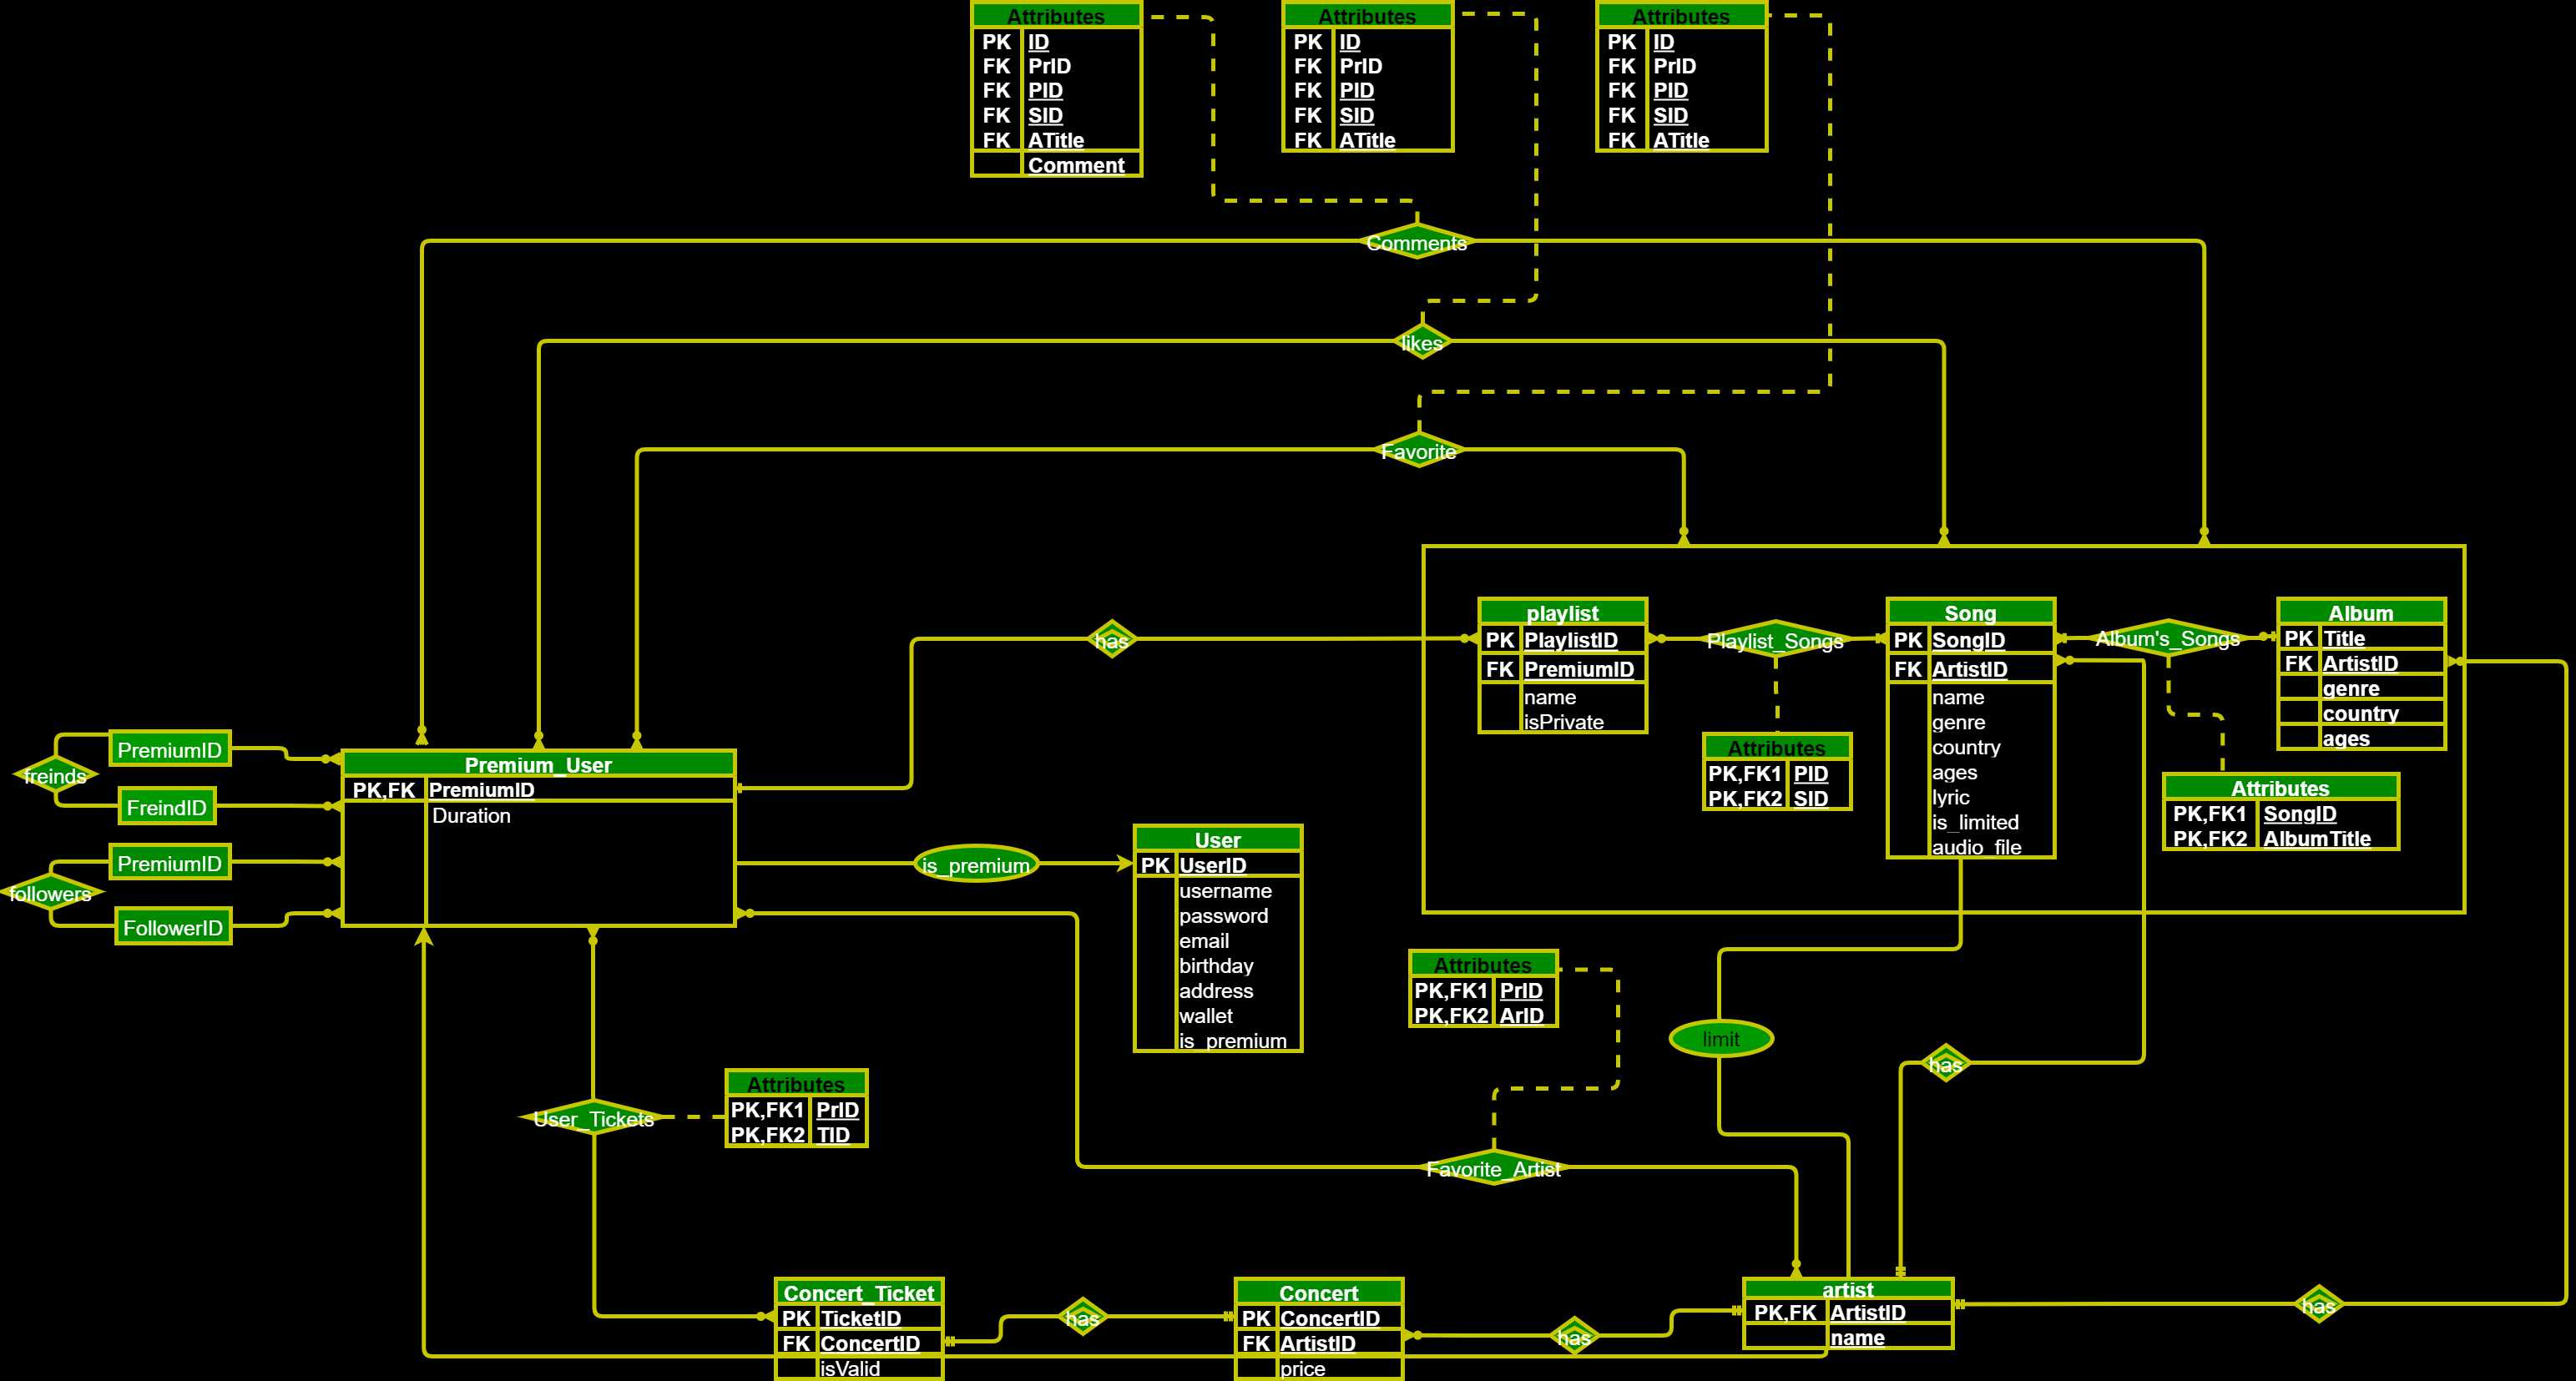 Attributes
PK ID
FK PrID
FK PID
FK SID
FK ATitle
Comment
Attributes
PK ID
FK PrID
FK PID
FK SID
FK ATitle
Attributes
PK ID
FK PrID
FK PID
FK SID
FK ATitle
Comments
likes
Favorite
has
playlist
PK PlaylistID
FK PremiumID
name
isPrivate
Playlist_Songs
Attributes
PK,FK1 PID
PK,FK2 SID
Song
PK SongID
FK ArtistID
name
genre
country
ages
lyric
is_limited
audio_file
Album's_Songs
Attributes
PK,FK1 SongID
PK,FK2 AlbumTitle
Album
PK Title
FK ArtistID
genre
country
ages
freinds
PremiumID
FreindID
followers
PremiumID
FollowerID
Premium_User
PK,FK PremiumID
Duration
is_premium
User
PK UserID
username
password
email
birthday
address
wallet
is_premium
Attributes
PK,FK1 PrID
PK,FK2 ArID
limit
has
User_Tickets
Attributes
PK,FK1 PrID
PK,FK2 TID
Favorite_Artist
Concert_Ticket
PK TicketID
FK ConcertID
isValid
has
Concert
PK ConcertID
FK ArtistID
price
has
artist
PK,FK ArtistID
name
has